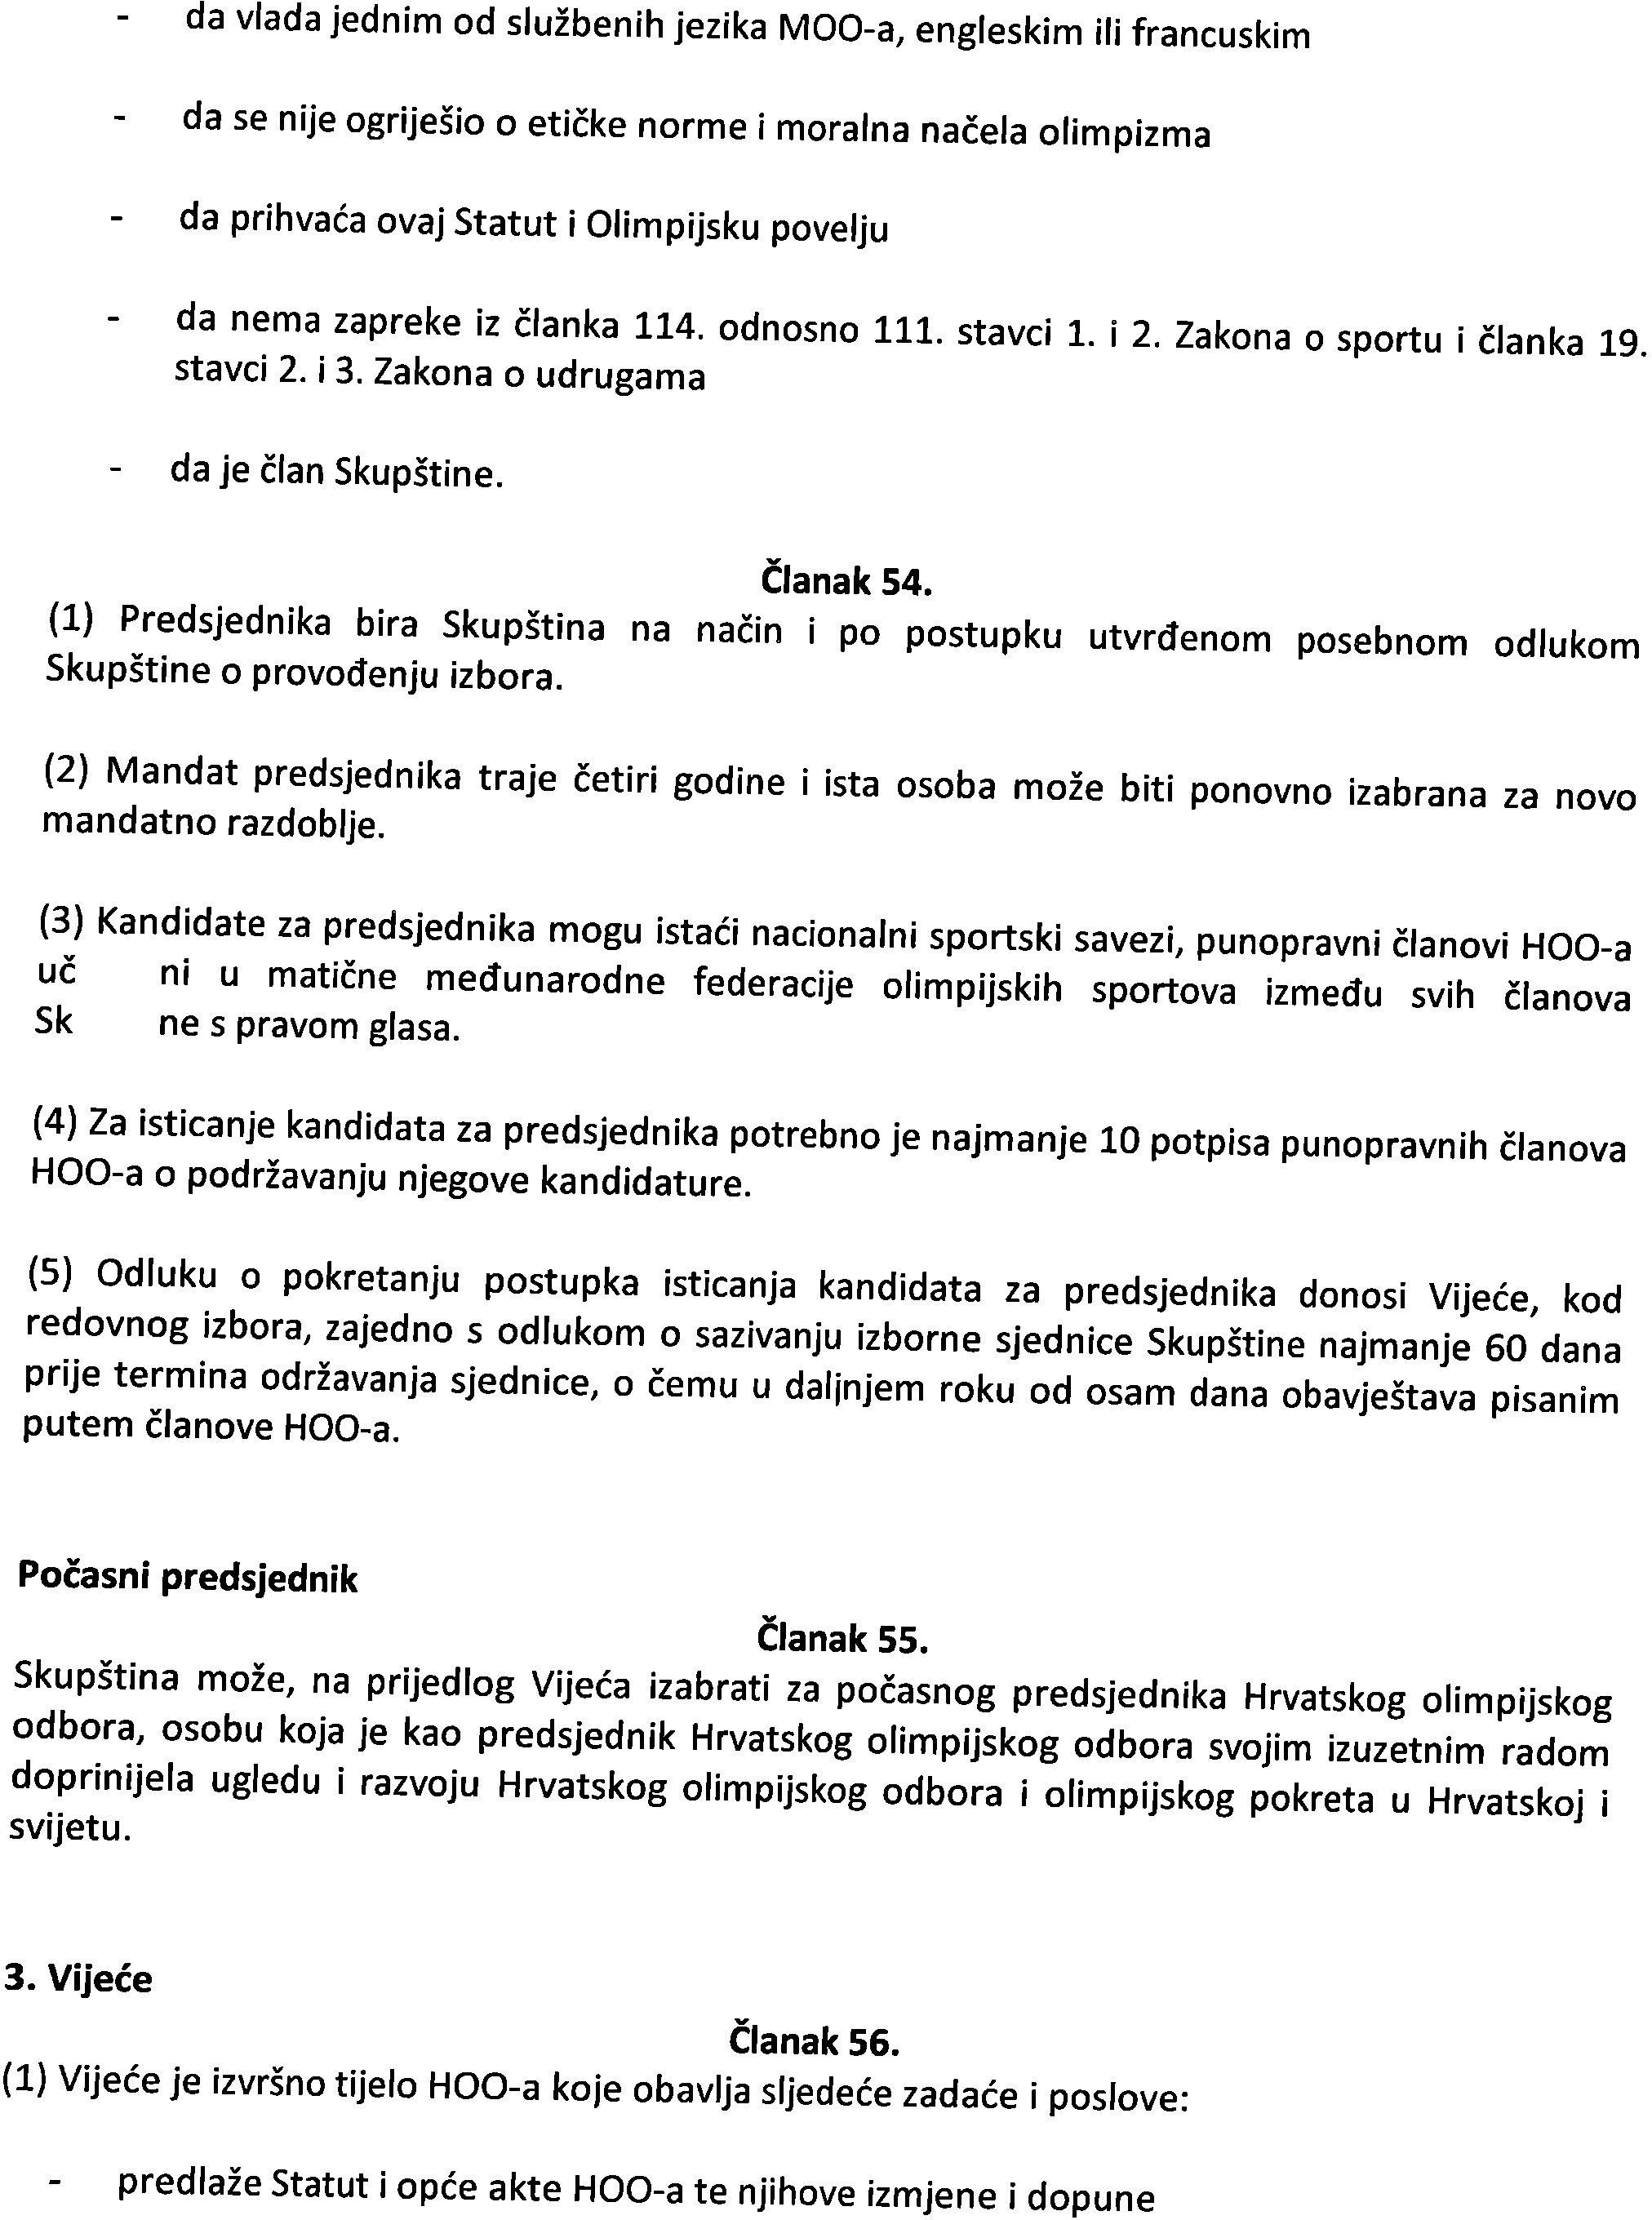 - da vlada jednim od službenih jezika MOO-a, engleskim ili francuskim
- da se nije ogriješio o etičke norme i moralna načela olimpizma
- da prihvaća ovaj Statut i Olimpijsku povelju
- da nema zapreke iz članka 114. odnosno 111. stavci 1. i 2. Zakona o sportu i članka 19.
stavci 2. i 3. Zakona o udrugama
- da je član Skupštine.
Članak 54.
(1) Predsjednika bira Skupština na način i po postupku utvrđenom posebnom odlukom
Skupštine o provođenju izbora.
(2) Mandat predsjednika traje četiri godine i ista osoba može biti ponovno izabrana za novo
mandatno razdoblje.
(3) Kandidate za predsjednika mogu istaći nacionalni sportski savezi, punopravni članovi HOO-a
uč ni u matične međunarodne federacije olimpijskih sportova između svih članova
Sk ne s pravom glasa.
(4) Za isticanje kandidata za predsjednika potrebno je najmanje 10 potpisa punopravnih članova
HOO-a o podržavanju njegove kandidature.
(5) Odluku o pokretanju postupka isticanja kandidata za predsjednika donosi Vijeće, kod
redovnog izbora, zajedno s odlukom o sazivanju izborne sjednice Skupštine najmanje 60 dana
prije termina održavanja sjednice, o čemu u daljnjem roku od osam dana obavještava pisanim
putem članove HOO-a.
Počasni predsjednik
Članak 55.
Skupština može, na prijedlog Vijeća izabrati za počasnog predsjednika Hrvatskog olimpijskog
odbora, osobu koja je kao predsjednik Hrvatskog olimpijskog odbora svojim izuzetnim radom
doprinijela ugledu i razvoju Hrvatskog olimpijskog odbora i olimpijskog pokreta u Hrvatskoj i
svijetu.
3. Vijeće
Članak 56.
(1) Vijeće je izvršno tijelo HOO-a koje obavlja sljedeće zadaće i poslove:
- predlaže Statut i opće akte HOO-a te njihove izmjene i dopune